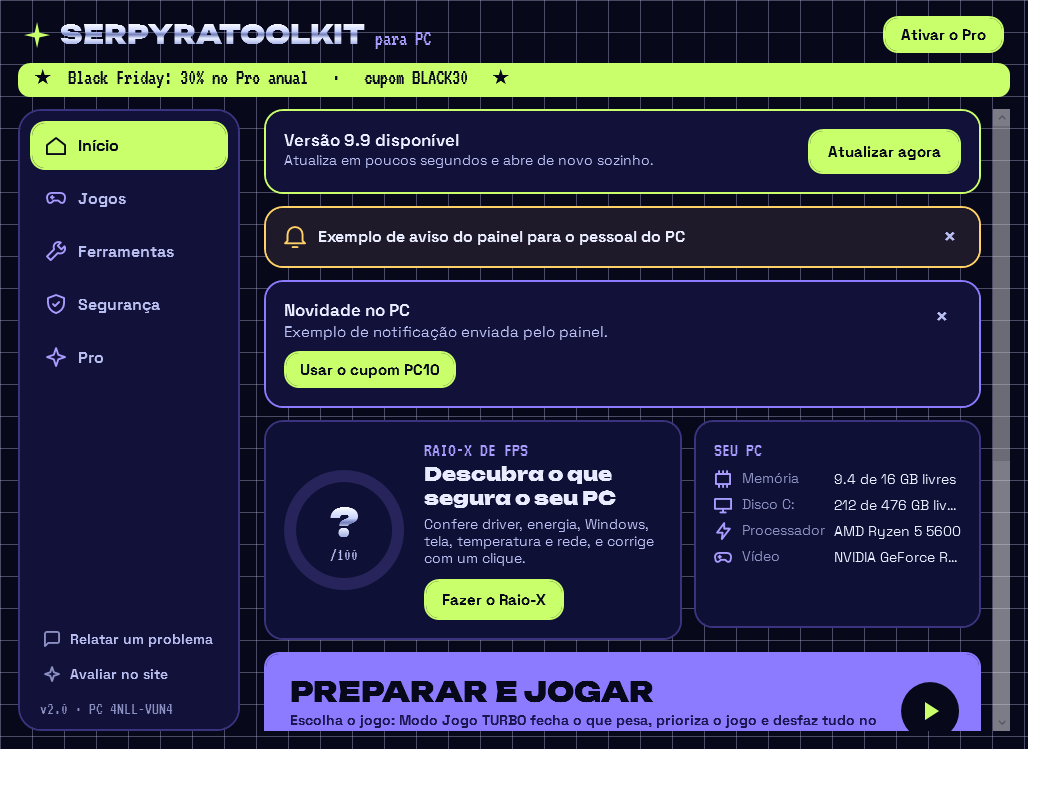 SERPYRATOOLKIT para PC
Ativar o Pro
★ Black Friday: 30% no Pro anual · cupom BLACK30 ★
Início
Jogos
Ferramentas
Segurança
Pro
Relatar um problema
Avaliar no site
v2.0 · PC 4NLL-VUN4
Versão 9.9 disponível
Atualiza em poucos segundos e abre de novo sozinho.
Atualizar agora
Exemplo de aviso do painel para o pessoal do PC
×
Novidade no PC
×
Exemplo de notificação enviada pelo painel.
Usar o cupom PC10
?
/100
RAIO-X DE FPS
Descubra o que
segura o seu PC
Confere driver, energia, Windows,
tela, temperatura e rede, e corrige
com um clique.
Fazer o Raio-X
SEU PC
Memória 9.4 de 16 GB livres
Disco C: 212 de 476 GB liv...
Processador AMD Ryzen 5 5600
Vídeo NVIDIA GeForce R...
PREPARAR E JOGAR
Escolha o jogo: Modo Jogo TURBO fecha o que pesa, prioriza o jogo e desfaz tudo no